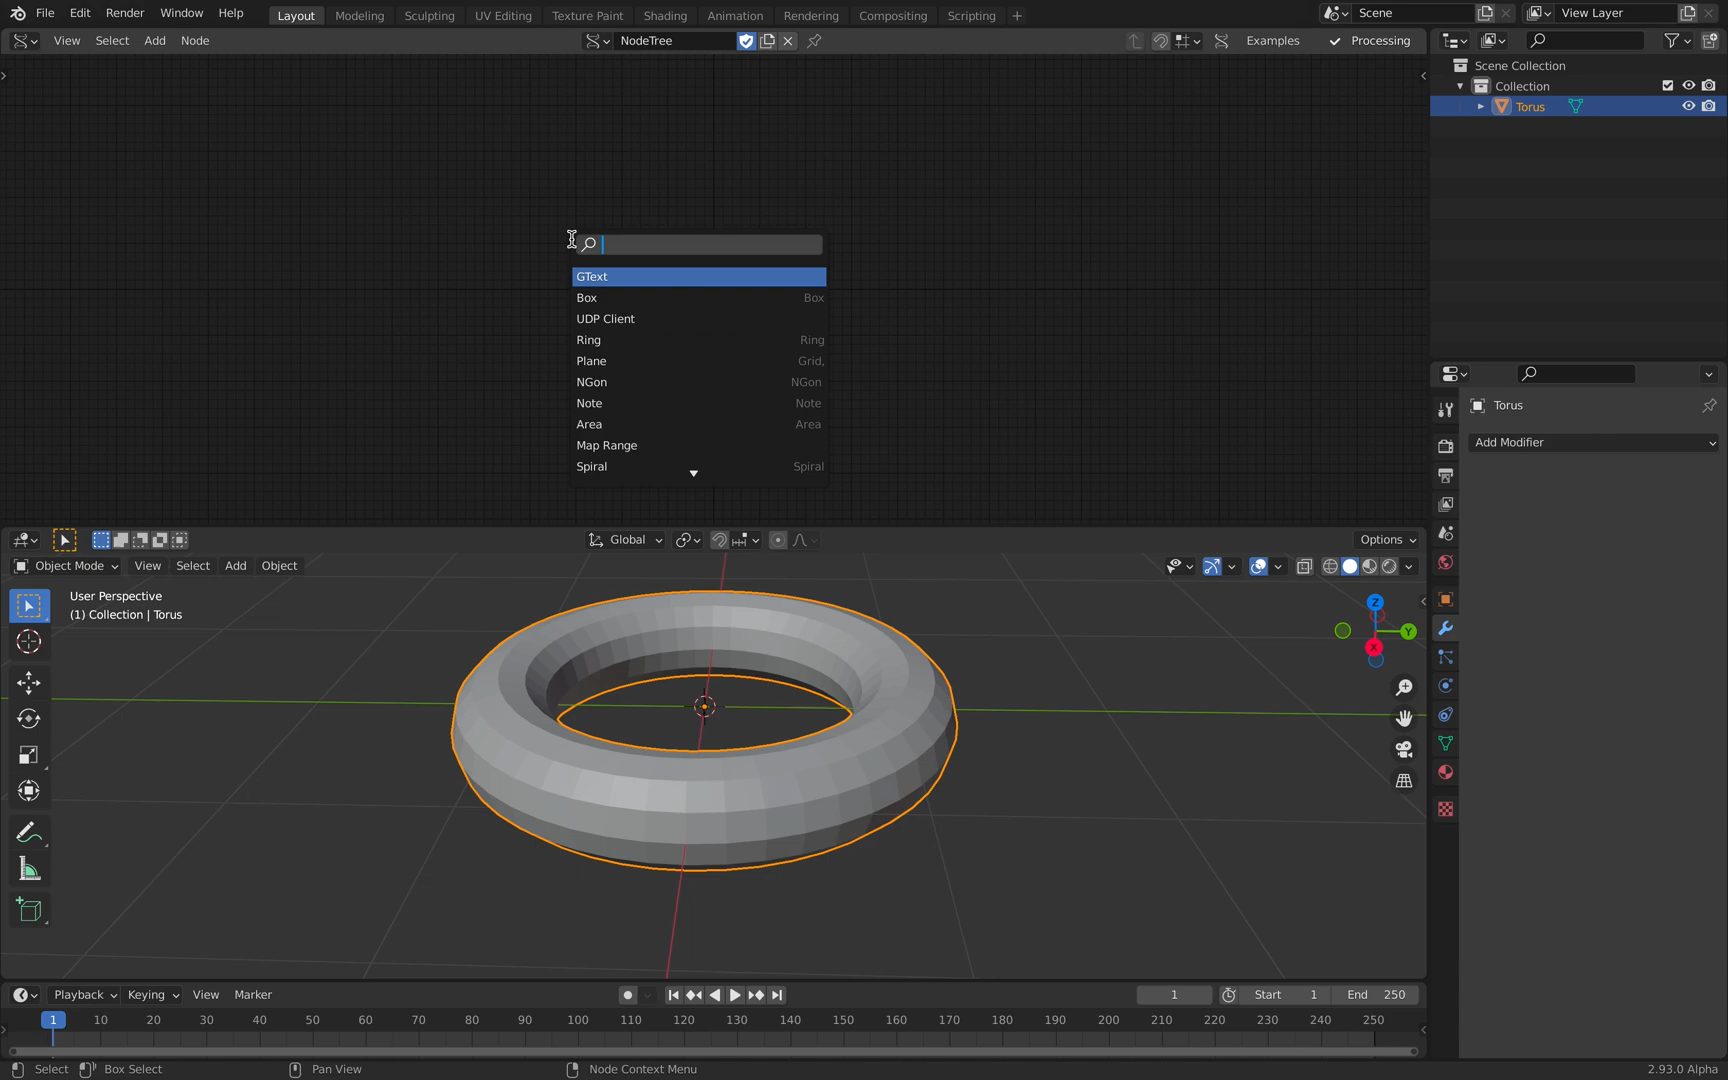 File Edit Render Window Help Layout Modeling Sculpting UV Editing Texture Paint Shading Animation Rendering Compositing Scripting + Scene View Layer
View Select Add Node NodeTree Examples Processing
Scene Collection
Collection
Torus
GText
Box Box
UDP Client
Ring Ring
Plane Grid,
NGon NGon
Note Note
Area Area
Map Range
Spiral Spiral
Torus
Add Modifier
Global Options
Object Mode View Select Add Object
User Perspective
(1) Collection | Torus
Z
Y
X
Playback Keying View Marker 1 Start 1 End 250
1 10 20 30 40 50 60 70 80 90 100 110 120 130 140 150 160 170 180 190 200 210 220 230 240 250
Select Box Select Pan View Node Context Menu 2.93.0 Alpha